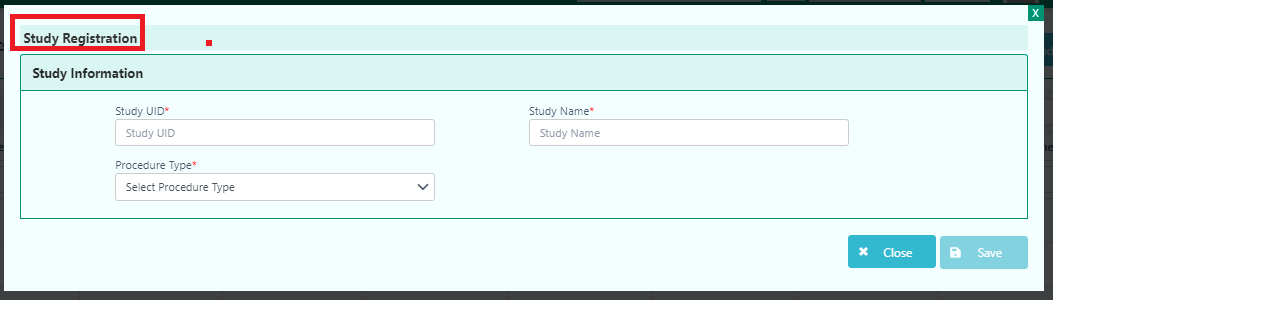 X
Study Registration
Study Information
Study UID*
Study Name*
Study UID
Study Name
Procedure Type*
Select Procedure Type
Close
Save